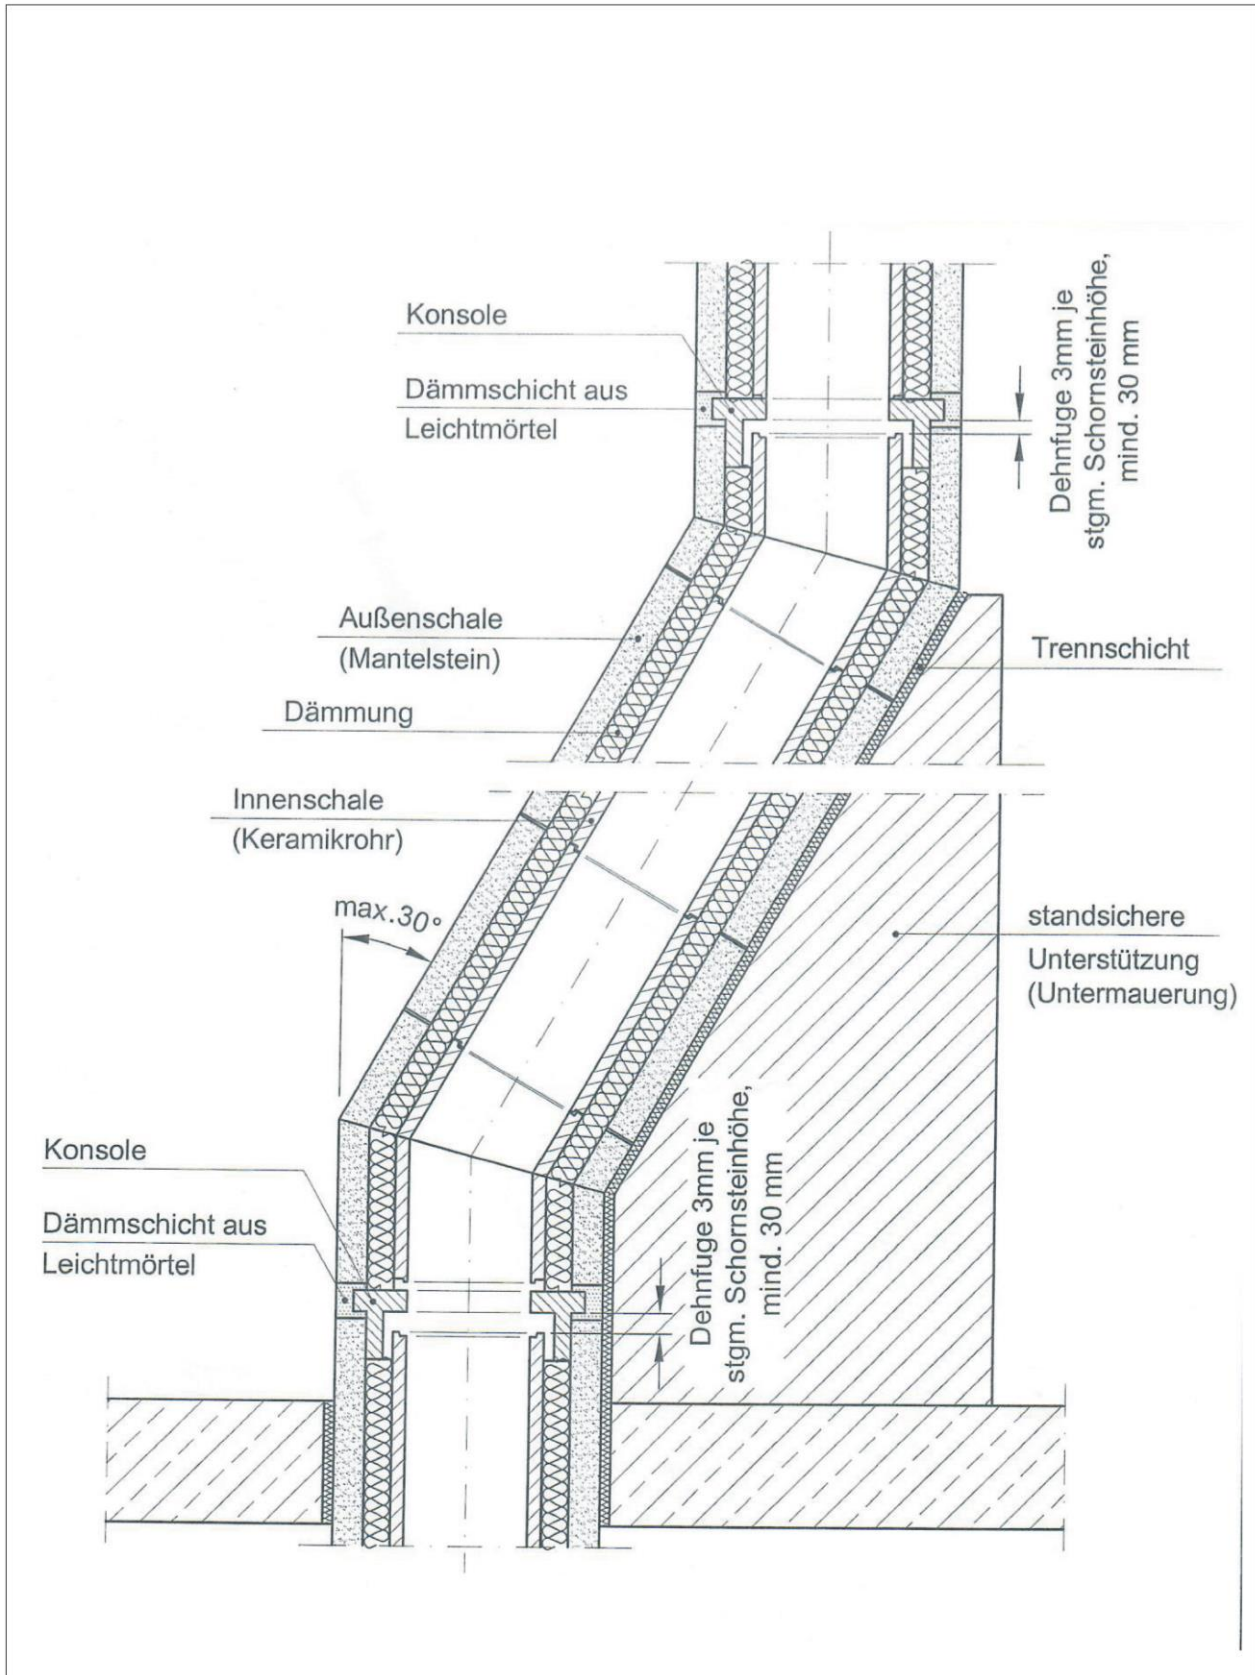 Konsole
Dämmschicht aus
Leichtmörtel
Dehnfuge 3mm je
stgm. Schornsteinhöhe,
mind. 30 mm
Außenschale
(Mantelstein)
Trennschicht
Dämmung
Innenschale
(Keramikrohr)
max.30°
standsichere
Unterstützung
(Untermauerung)
Konsole
Dämmschicht aus
Leichtmörtel
Dehnfuge 3mm je
stgm. Schornsteinhöhe,
mind. 30 mm